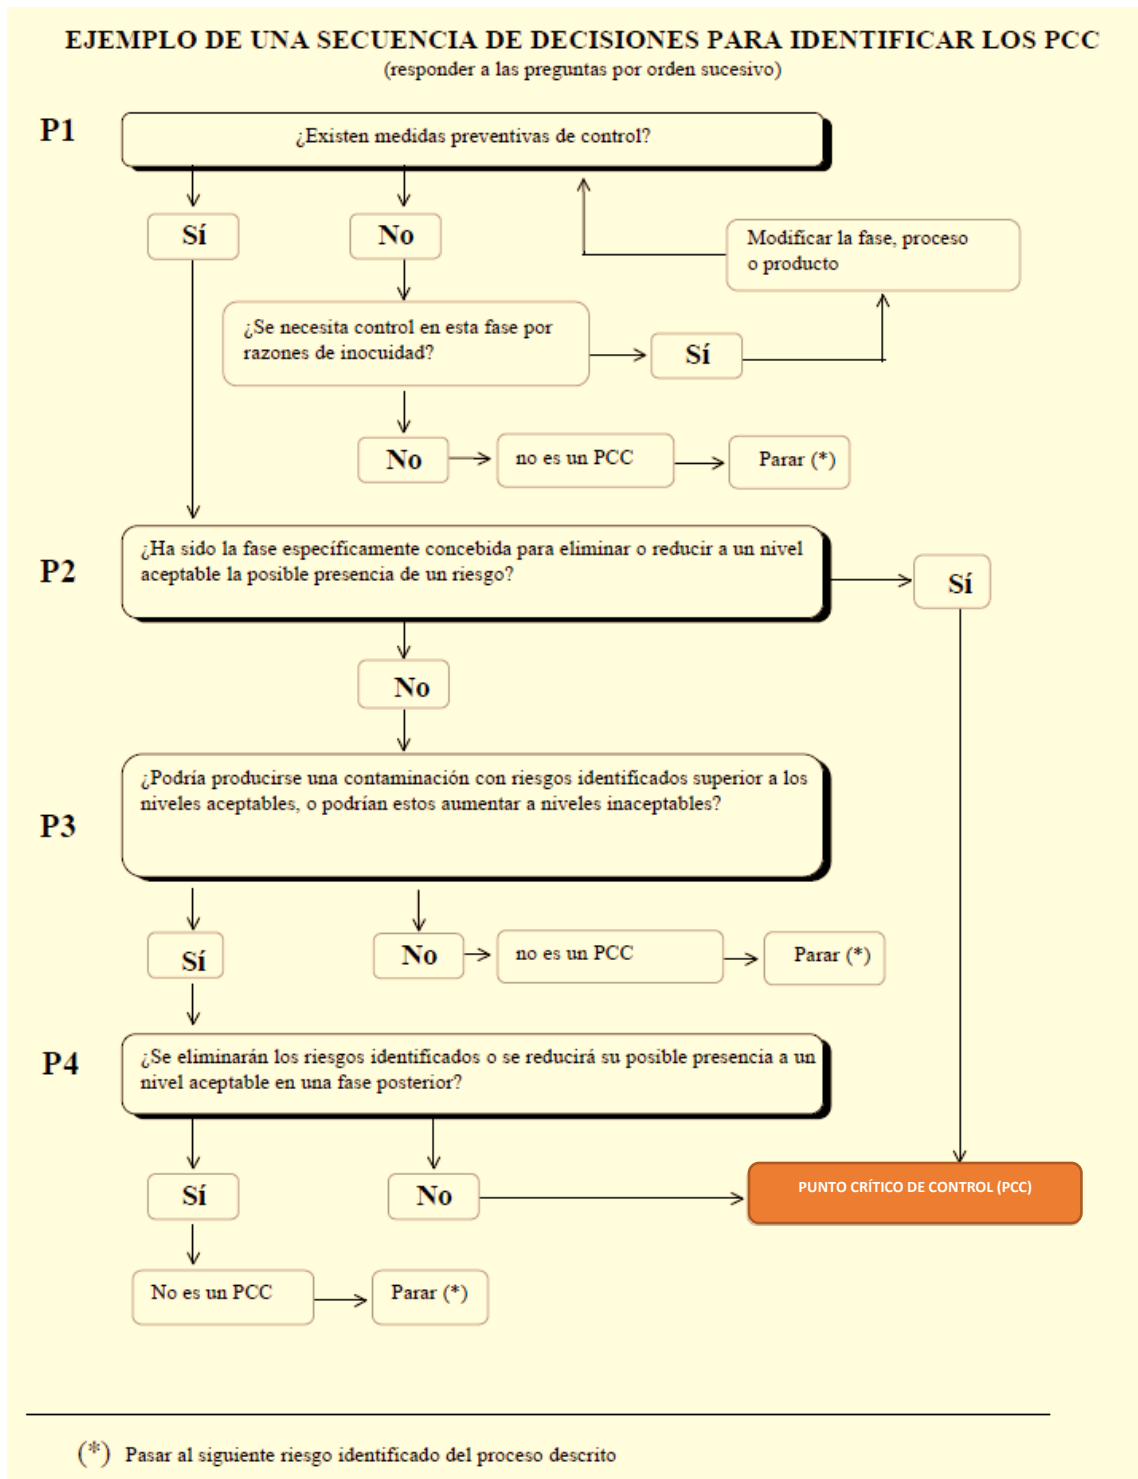 EJEMPLO DE UNA SECUENCIA DE DECISIONES PARA IDENTIFICAR LOS PCC
(responder a las preguntas por orden sucesivo)
P1
¿Existen medidas preventivas de control?
Sí
No
Modificar la fase, proceso
o producto
¿Se necesita control en esta fase por
razones de inocuidad?
Sí
No
no es un PCC
Parar (*)
P2
¿Ha sido la fase específicamente concebida para eliminar o reducir a un nivel
aceptable la posible presencia de un riesgo?
Sí
No
P3
¿Podría producirse una contaminación con riesgos identificados superior a los
niveles aceptables, o podrían estos aumentar a niveles inaceptables?
Sí
No
no es un PCC
Parar (*)
P4
¿Se eliminarán los riesgos identificados o se reducirá su posible presencia a un
nivel aceptable en una fase posterior?
Sí
No
PUNTO CRÍTICO DE CONTROL (PCC)
No es un PCC
Parar (*)
(*) Pasar al siguiente riesgo identificado del proceso descrito